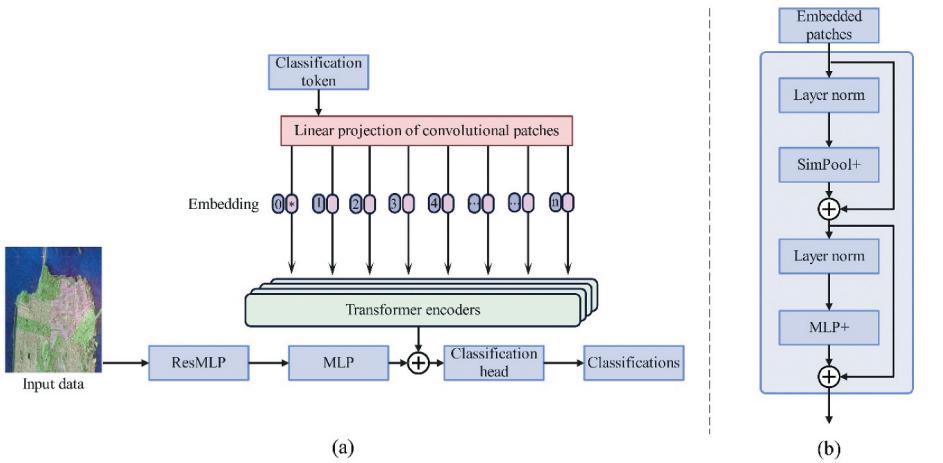 Classification
token
Linear projection of convolutional patches
Embedding
0 * 1 2 3 4 ... ... n
Transformer encoders
Input data
ResMLP
MLP
Classification
head
Classifications
(a)
Embedded
patches
Layer norm
SimPool+
Layer norm
MLP+
(b)